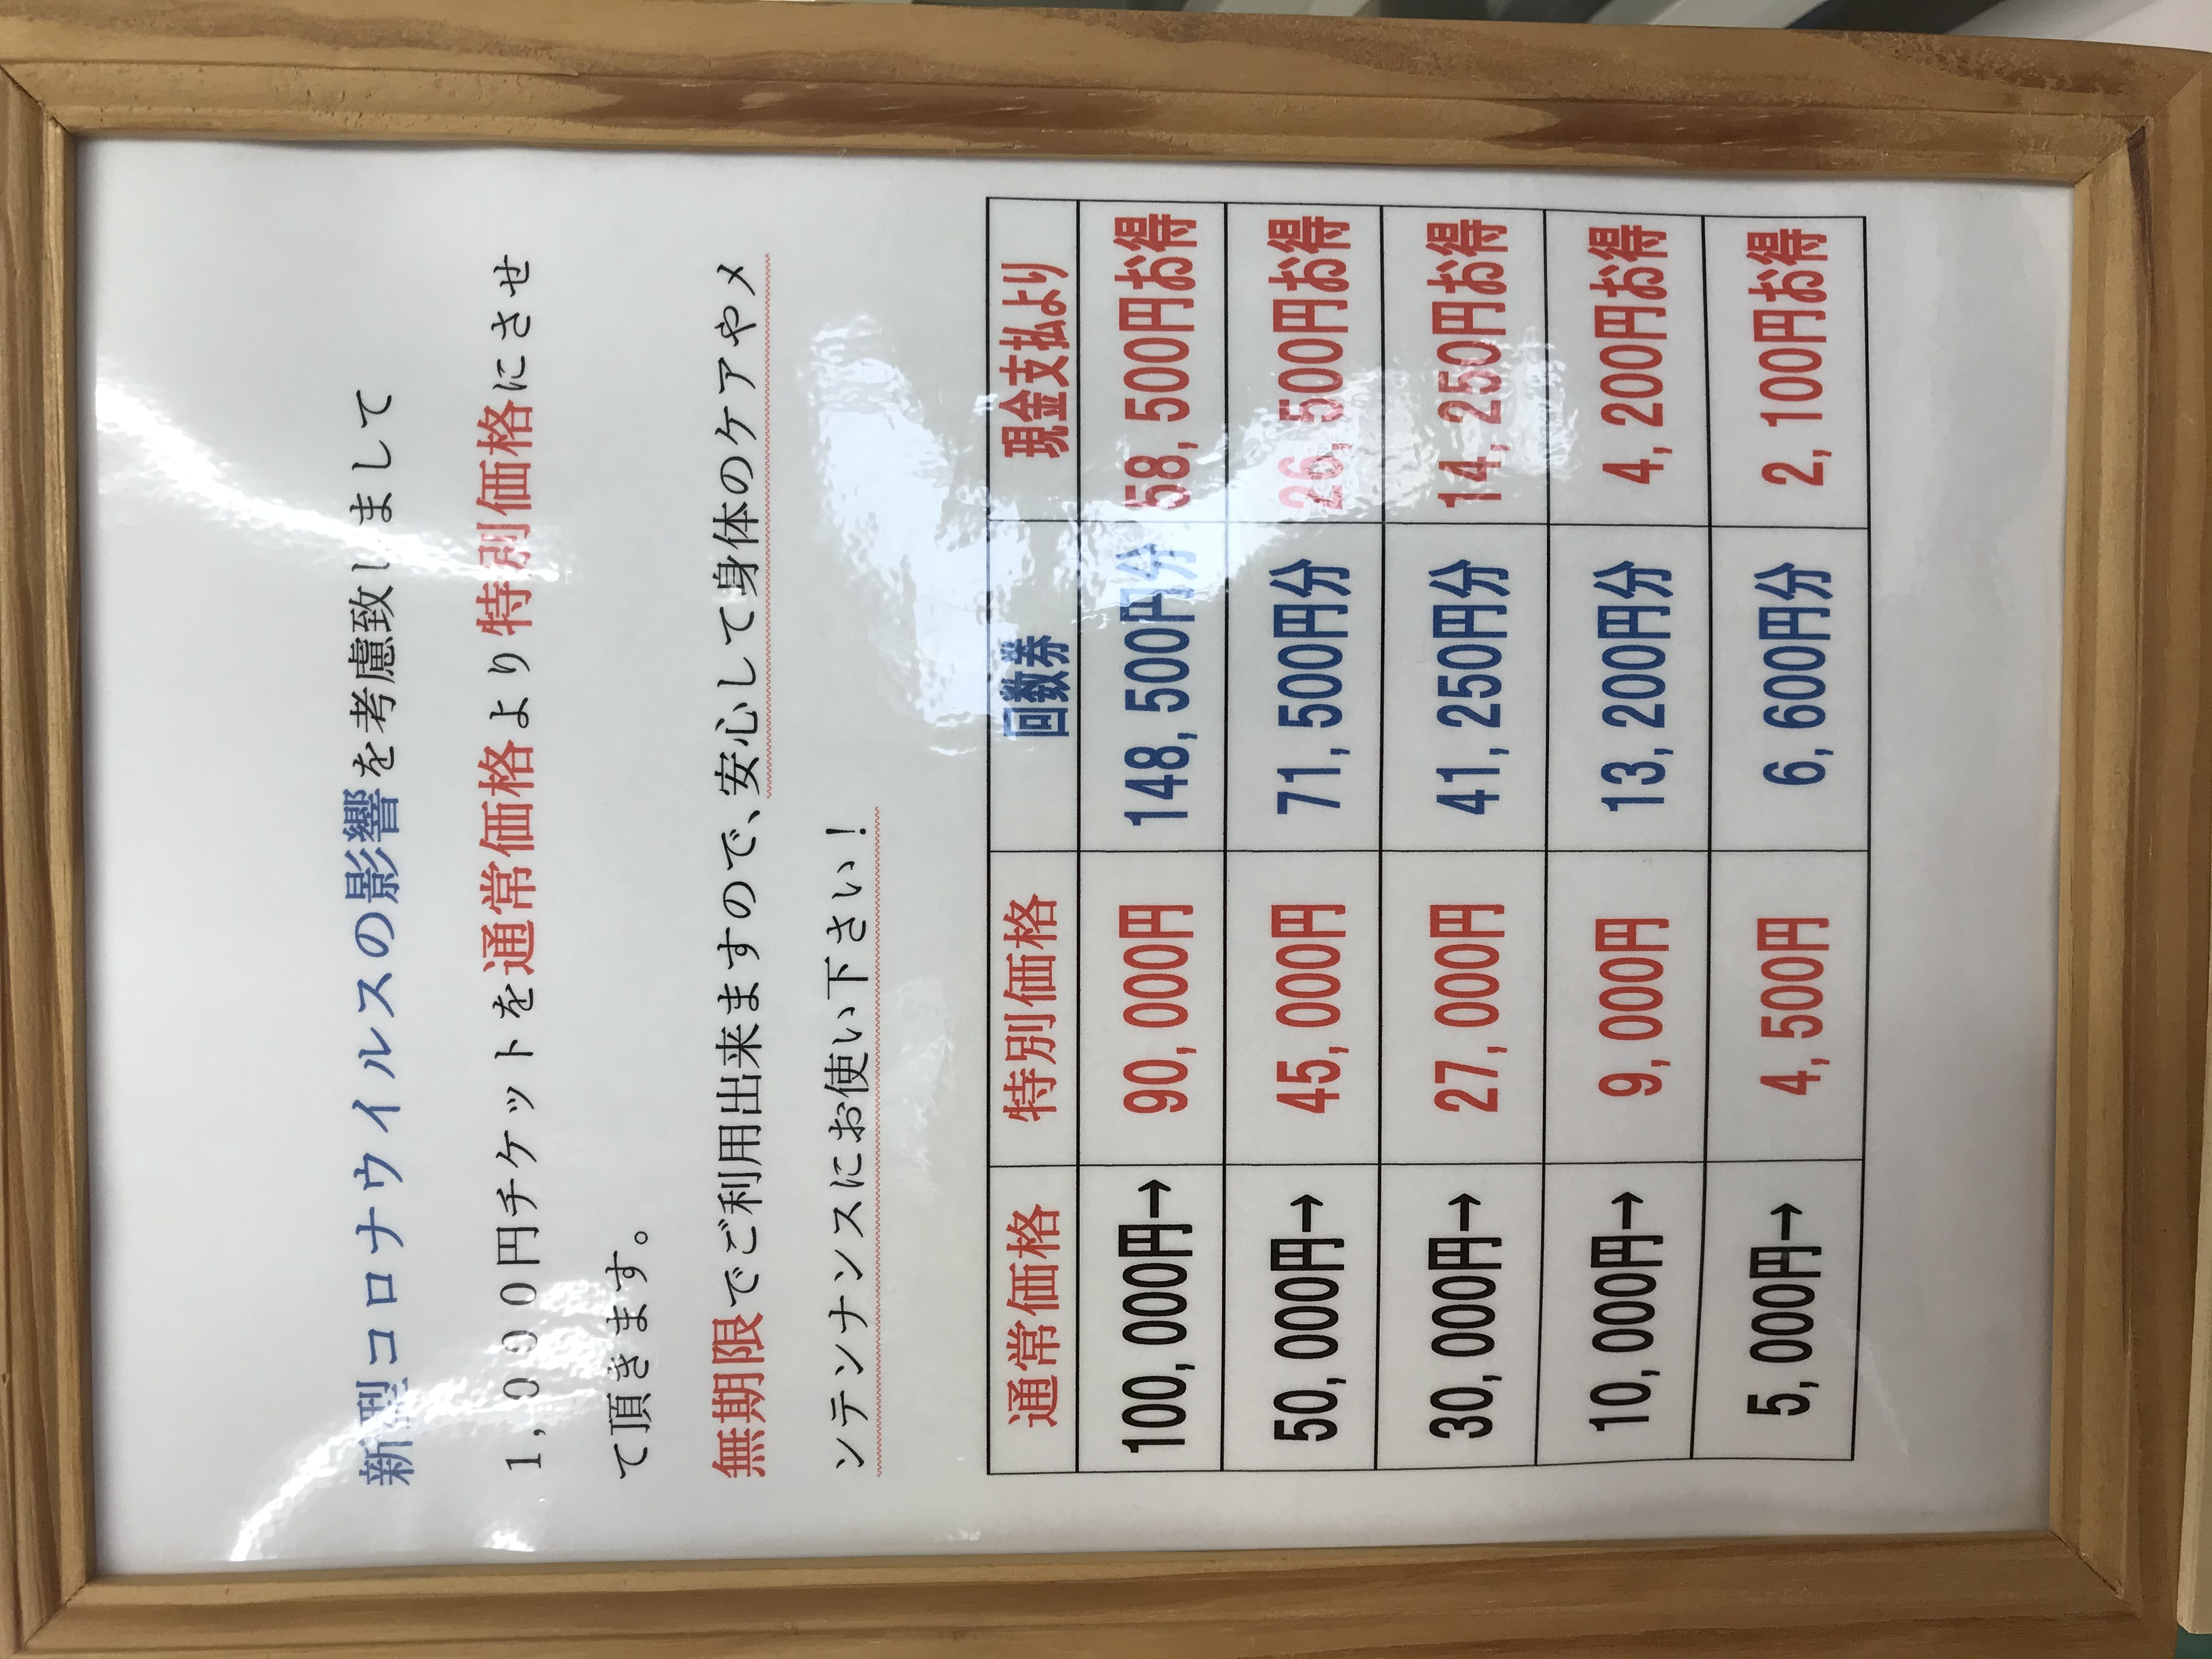 新型コロナウイルスの影響を考慮致しまして
１,０００円チケットを通常価格より特別価格にさせ
て頂きます。
無期限でご利用出来ますので、安心して身体のケアやメ
ンテンナンスにお使い下さい！
通常価格 特別価格 回数券 現金支払より
100,000円→ 90,000円 148,500円分 58,500円お得
50,000円→ 45,000円 71,500円分 26,500円お得
30,000円→ 27,000円 41,250円分 14,250円お得
10,000円→ 9,000円 13,200円分 4,200円お得
5,000円→ 4,500円 6,600円分 2,100円お得